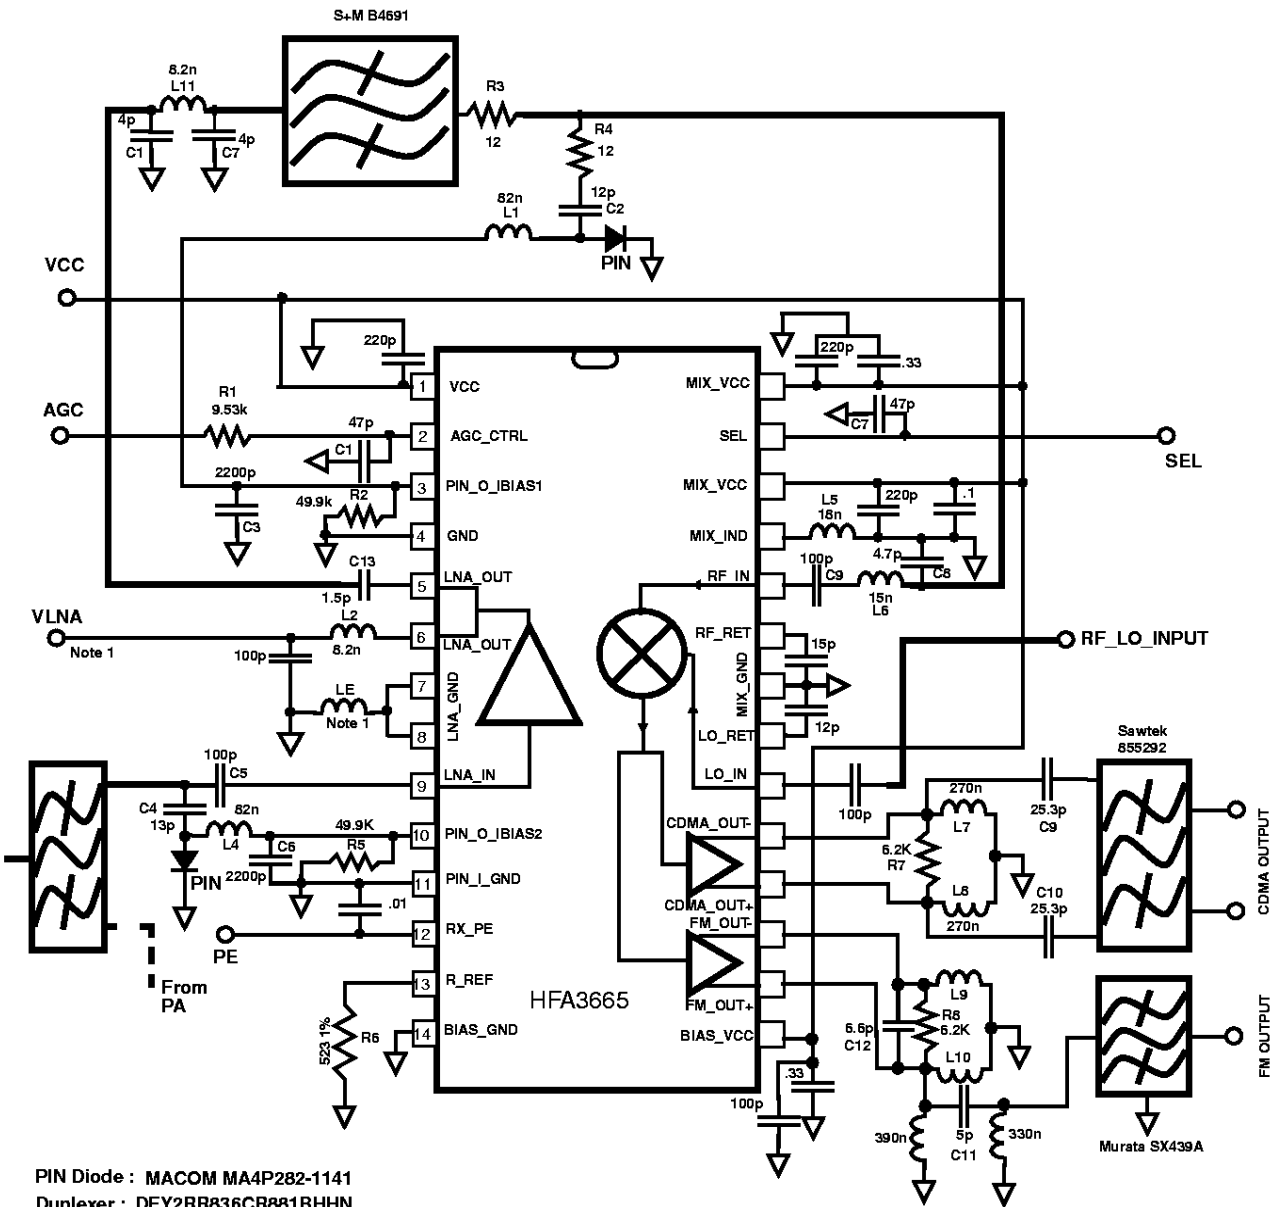 S+M B4691
8.2n
L11
4p
C1
C7
4p
R3
12
R4
12
12p
C2
82n
L1
PIN
VCC
220p
220p
.33
1
VCC
MIX_VCC
R1
9.53k
AGC
47p
C1
2
AGC_CTRL
SEL
C7
47p
SEL
2200p
C3
49.9k
R2
3
PIN_O_IBIAS1
MIX_VCC
L5
18n
220p
.1
4
GND
MIX_IND
4.7p
C8
C13
1.5p
5
LNA_OUT
RF_IN
100p
C9
15n
L6
VLNA
Note 1
L2
8.2n
100p
6
LNA_OUT
RF_RET
15p
RF_LO_INPUT
LE
Note 1
7
LNA_GND
8
MIX_GND
12p
LO_RET
Sawtek
855292
100p
C5
9
LNA_IN
LO_IN
100p
270n
L7
25.3p
C9
C4
13p
82n
L4
C6
2200p
49.9K
R5
10
PIN_O_IBIAS2
CDMA_OUT-
6.2K
R7
PIN
11
PIN_I_GND
CDMA_OUT+
L8
270n
C10
25.3p
CDMA OUTPUT
.01
FM_OUT-
PE
12
RX_PE
From
PA
13
R_REF
HFA3665
FM_OUT+
L9
R8
6.2K
6.6p
C12
L10
523 1%
R6
14
BIAS_GND
BIAS_VCC
FM OUTPUT
.33
100p
390n
5p
C11
330n
Murata SX439A
PIN Diode : MACOM MA4P282-1141
Duplexer : DFY2RR836CR881BHHN